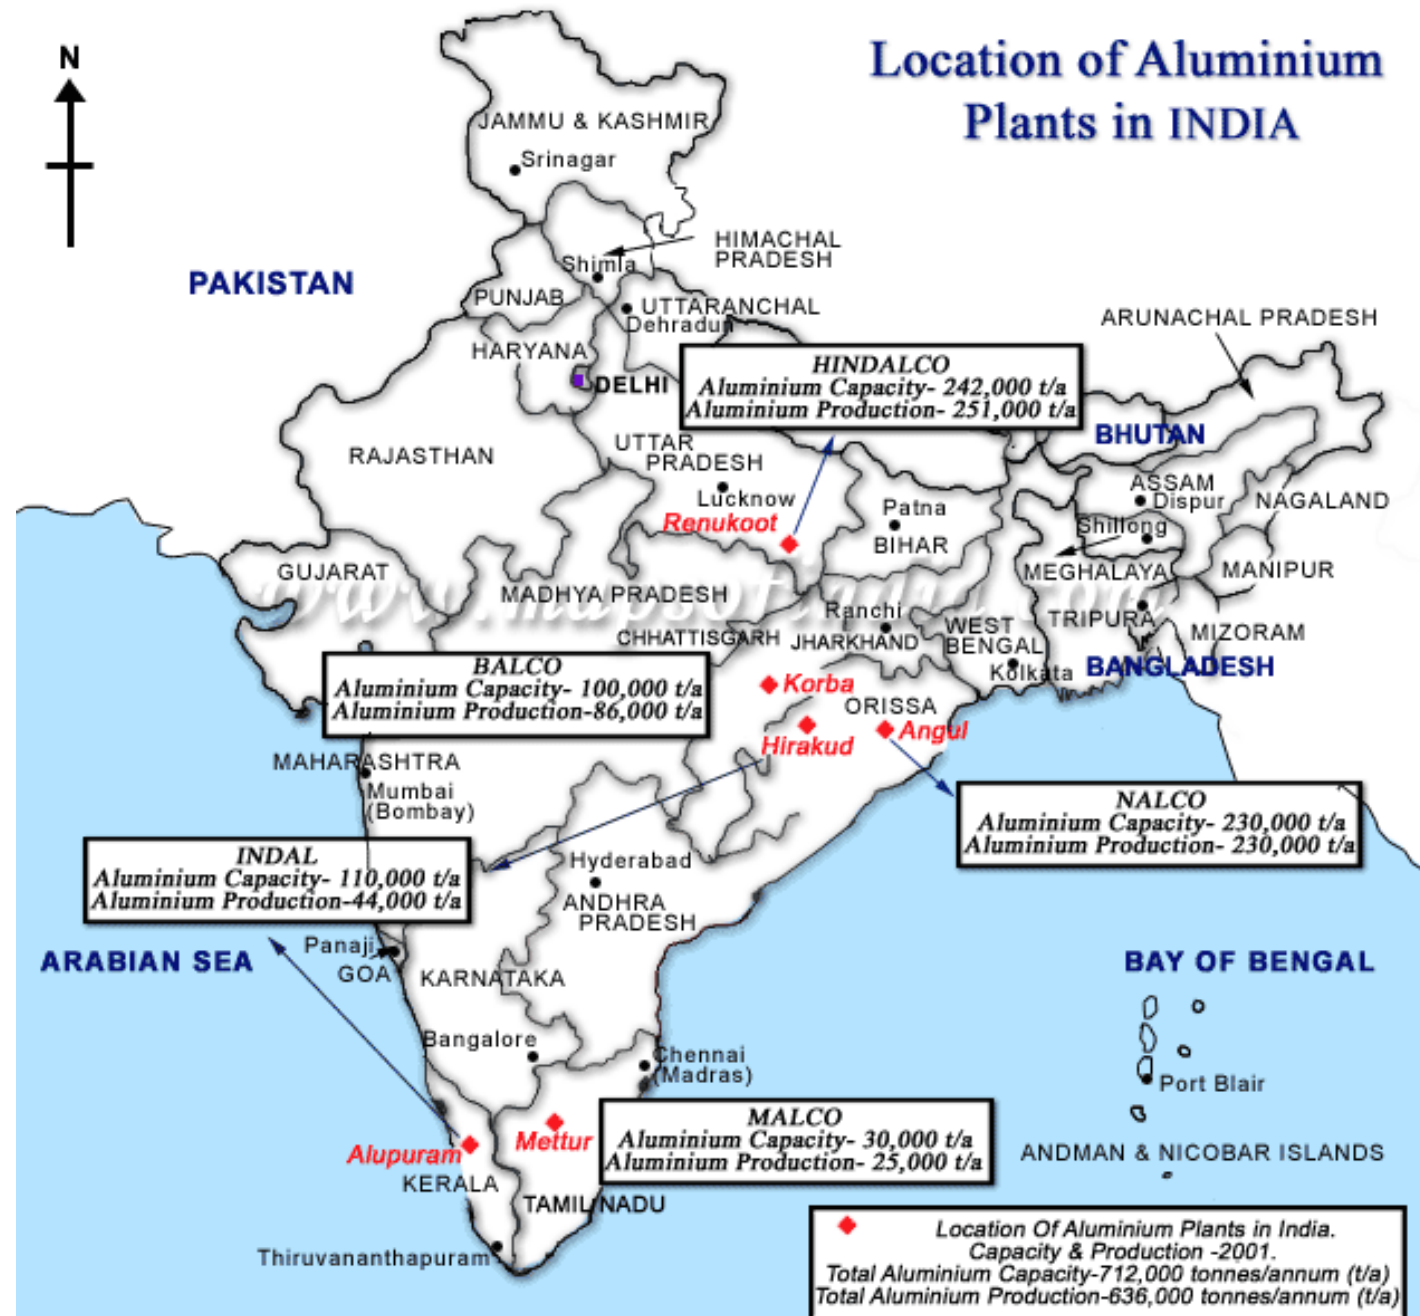 Location of Aluminium
Plants in INDIA
N
JAMMU & KASHMIR
Srinagar
HIMACHAL
PRADESH
Shimla
PAKISTAN
PUNJAB
UTTARANCHAL
Dehradun
ARUNACHAL PRADESH
HARYANA
DELHI
HINDALCO
Aluminium Capacity- 242,000 t/a
Aluminium Production- 251,000 t/a
BHUTAN
RAJASTHAN
UTTAR
PRADESH
Lucknow
Renukoot
Patna
BIHAR
ASSAM
Dispur
NAGALAND
Shillong
MEGHALAYA
MANIPUR
GUJARAT
MADHYA PRADESH
www.mapsofindia.com
CHHATTISGARH
Ranchi
JHARKHAND
WEST
BENGAL
Kolkata
TRIPURA
MIZORAM
BANGLADESH
BALCO
Aluminium Capacity- 100,000 t/a
Aluminium Production-86,000 t/a
Korba
ORISSA
Hirakud
Angul
MAHARASHTRA
Mumbai
(Bombay)
NALCO
Aluminium Capacity- 230,000 t/a
Aluminium Production- 230,000 t/a
INDAL
Aluminium Capacity- 110,000 t/a
Aluminium Production-44,000 t/a
Hyderabad
ANDHRA
PRADESH
ARABIAN SEA
Panaji
GOA
KARNATAKA
BAY OF BENGAL
Bangalore
Chennai
(Madras)
Port Blair
MALCO
Aluminium Capacity- 30,000 t/a
Aluminium Production- 25,000 t/a
Mettur
Alupuram
KERALA
TAMIL NADU
ANDMAN & NICOBAR ISLANDS
Thiruvananthapuram
Location Of Aluminium Plants in India.
Capacity & Production -2001.
Total Aluminium Capacity-712,000 tonnes/annum (t/a)
Total Aluminium Production-636,000 tonnes/annum (t/a)